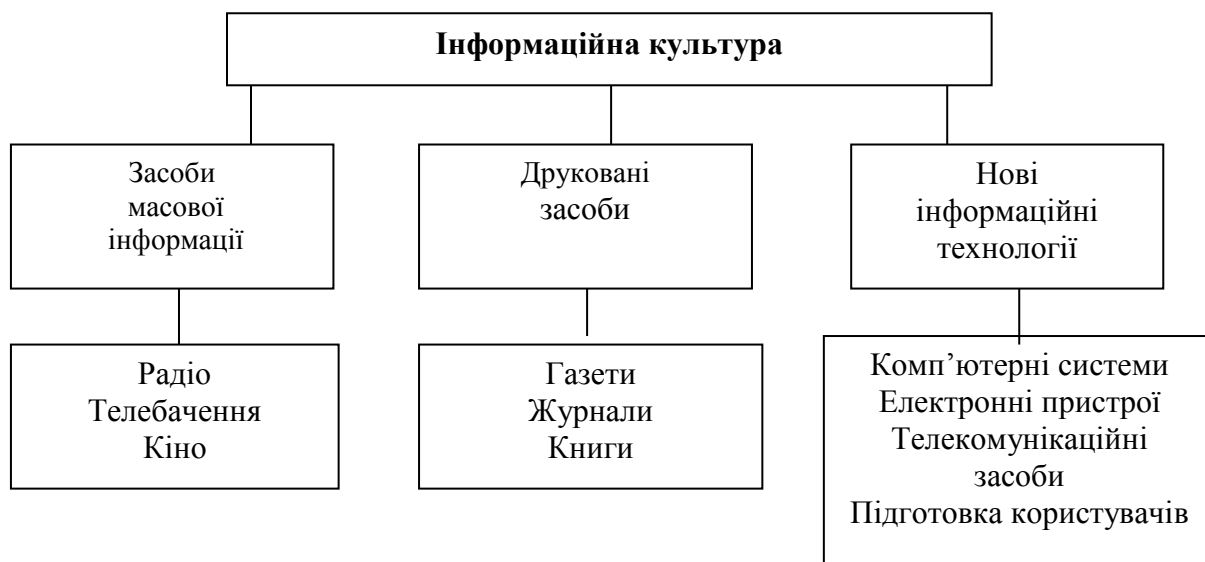 Інформаційна культура
Засоби
масової
інформації
Друковані
засоби
Нові
інформаційні
технології
Радіо
Телебачення
Кіно
Газети
Журнали
Книги
Комп’ютерні системи
Електронні пристрої
Телекомунікаційні
засоби
Підготовка користувачів